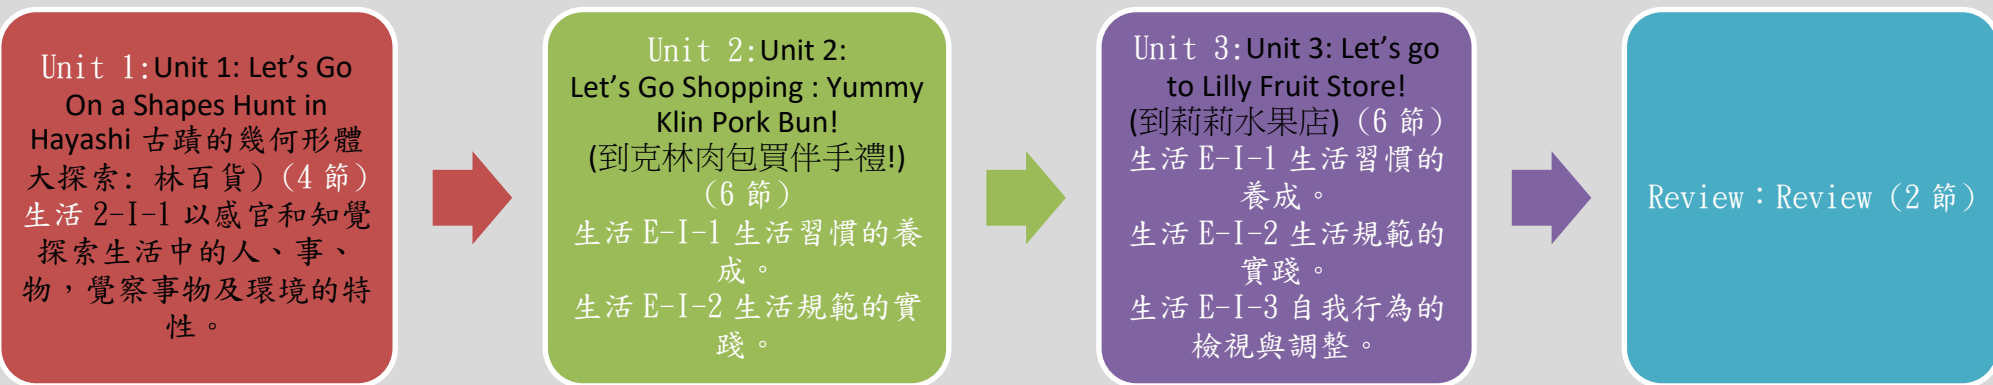 Unit 1:Unit 1: Let’s Go
On a Shapes Hunt in
Hayashi 古蹟的幾何形體
大探索: 林百貨)（4 節）
生活 2-I-1 以感官和知覺
探索生活中的人、事、
物，覺察事物及環境的特
性。
Unit 2:Unit 2:
Let’s Go Shopping : Yummy
Klin Pork Bun!
(到克林肉包買伴手禮!)
（6 節）
生活 E-I-1 生活習慣的養
成。
生活 E-I-2 生活規範的實
踐。
Unit 3:Unit 3: Let’s go
to Lilly Fruit Store!
(到莉莉水果店)（6 節）
生活 E-I-1 生活習慣的
養成。
生活 E-I-2 生活規範的
實踐。
生活 E-I-3 自我行為的
檢視與調整。
Review：Review（2 節）